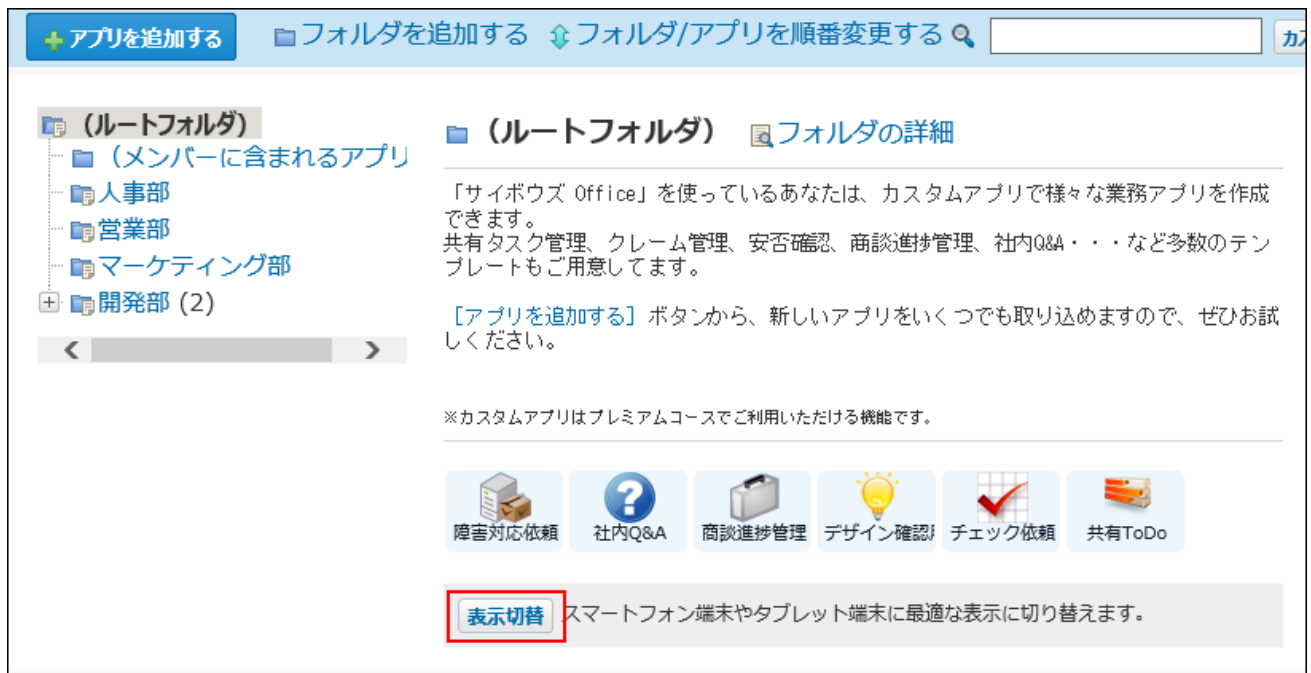 アプリを追加する フォルダを追加する フォルダ/アプリを順番変更する
(ルートフォルダ)
(メンバーに含まれるアプリ
人事部
営業部
マーケティング部
開発部 (2)
(ルートフォルダ) フォルダの詳細
「サイボウズ Office」を使っているあなたは、カスタムアプリで様々な業務アプリを作成
できます。
共有タスク管理、クレーム管理、安否確認、商談進捗管理、社内Q&A・・・など多数のテン
プレートもご用意してます。
[アプリを追加する] ボタンから、新しいアプリをいくつでも取り込めますので、ぜひお試
しください。
※カスタムアプリはプレミアムコースでご利用いただける機能です。
障害対応依頼 社内Q&A 商談進捗管理 デザイン確認 チェック依頼 共有ToDo
表示切替 スマートフォン端末やタブレット端末に最適な表示に切り替えます。